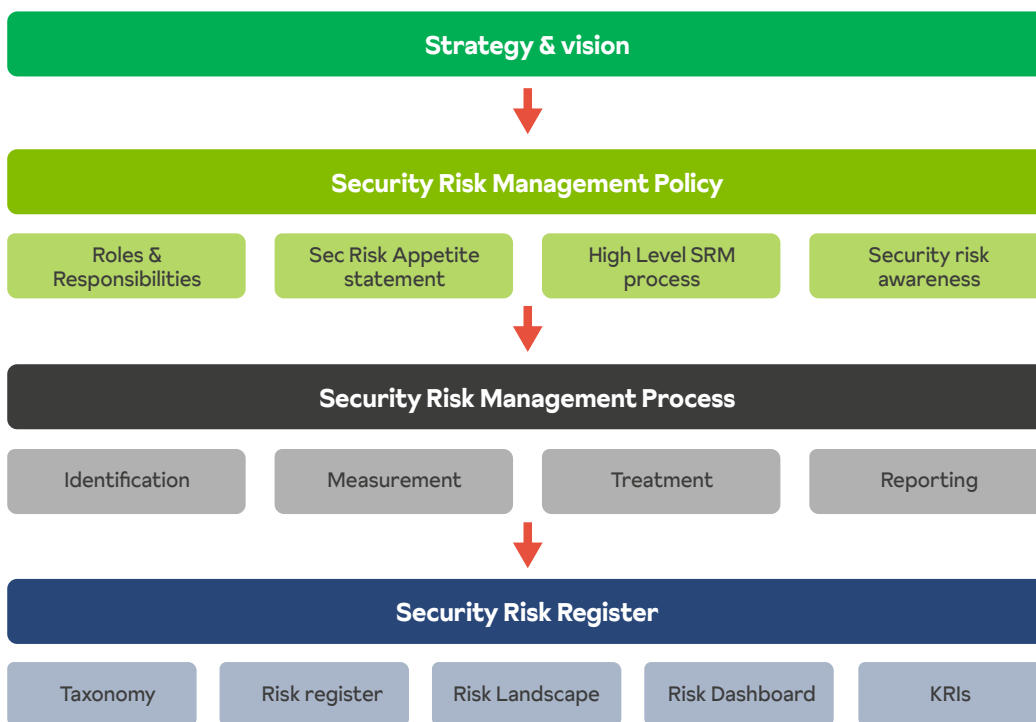 Strategy & vision
Security Risk Management Policy
Roles &
Responsibilities
Sec Risk Appetite
statement
High Level SRM
process
Security risk
awareness
Security Risk Management Process
Identification
Measurement
Treatment
Reporting
Security Risk Register
Taxonomy
Risk register
Risk Landscape
Risk Dashboard
KRIs